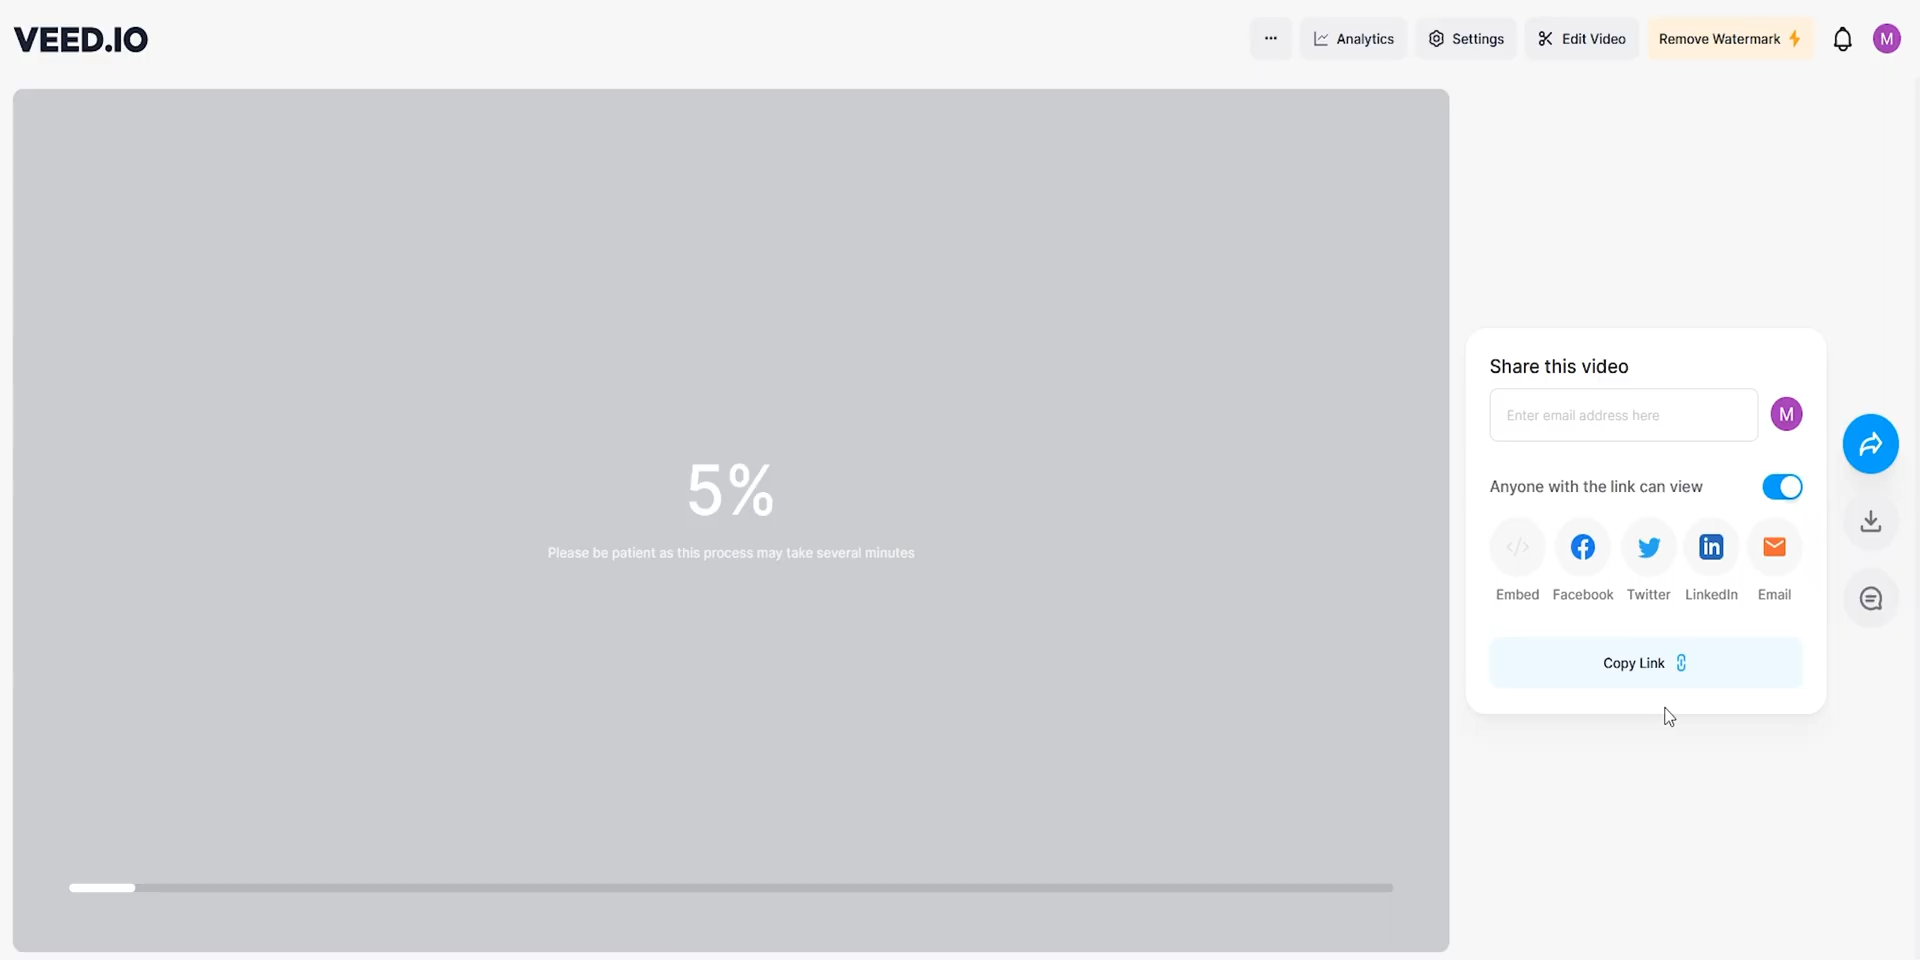 VEED.IO
Analytics
Settings
Edit Video
Remove Watermark
M
5%
Please be patient as this process may take several minutes
Share this video
Enter email address here
M
Anyone with the link can view
Embed
Facebook
Twitter
LinkedIn
Email
Copy Link